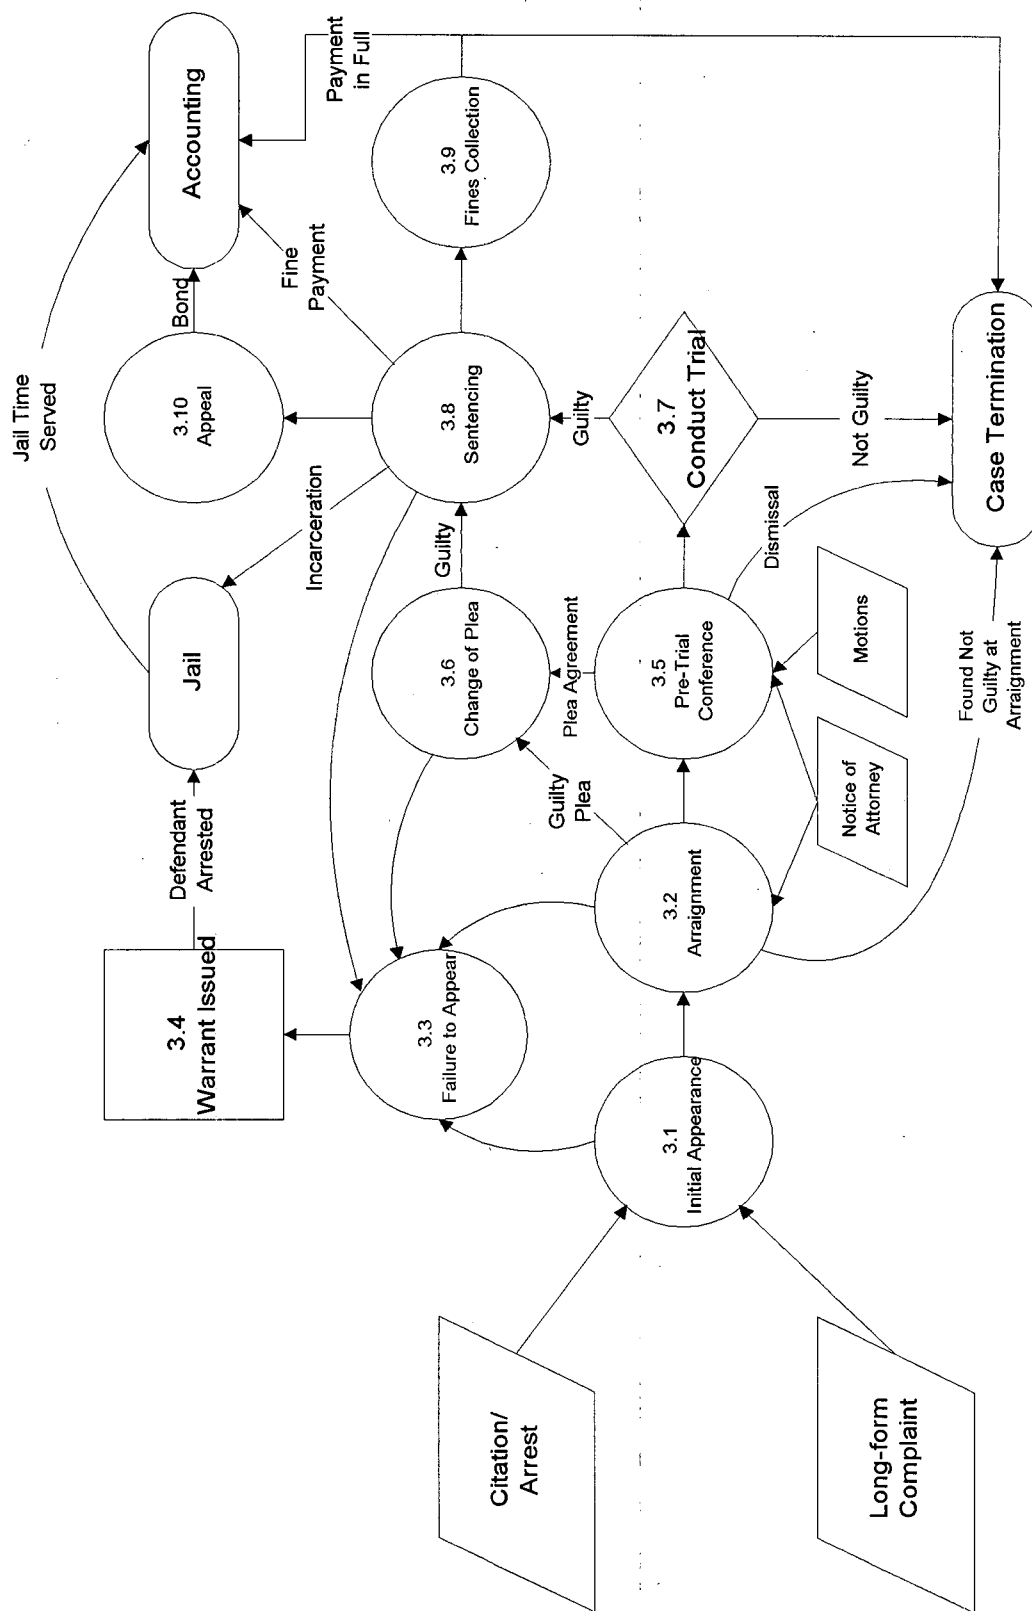 Jail Time
Served
3.4
Warrant Issued
Defendant
Arrested
Jail
3.10
Appeal
Bond
Accounting
Incarceration
Fine
Payment
Payment
in Full
3.3
Failure to Appear
3.6
Change of Plea
Guilty
3.8
Sentencing
3.9
Fines Collection
Citation/
Arrest
Guilty
Plea
Plea Agreement
Guilty
3.1
Initial Appearance
3.2
Arraignment
3.5
Pre-Trial
Conference
3.7
Conduct Trial
Long-form
Complaint
Notice of
Attorney
Motions
Dismissal
Not Guilty
Found Not
Guilty at
Arraignment
Case Termination